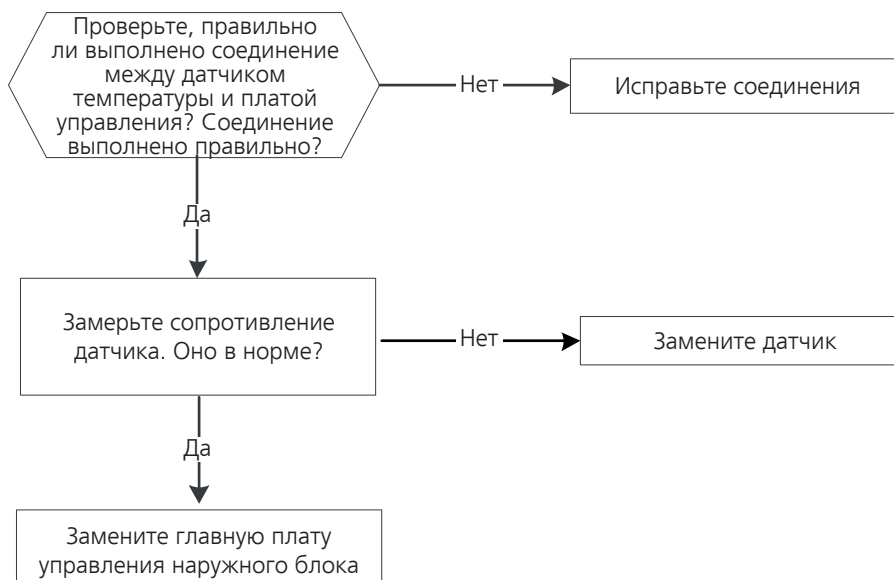 Проверьте, правильно
ли выполнено соединение
между датчиком
температуры и платой
управления? Соединение
выполнено правильно?
Нет
Исправьте соединения
Да
Замерьте сопротивление
датчика. Оно в норме?
Нет
Замените датчик
Да
Замените главную плату
управления наружного блока